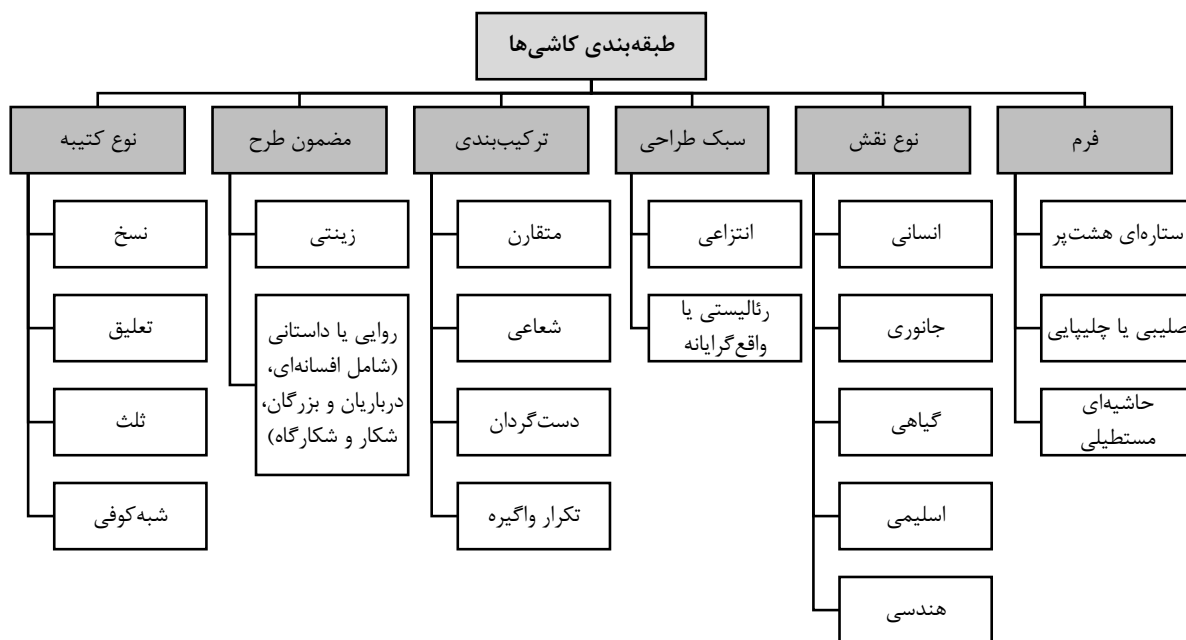 طبقه‌بندی کاشی‌ها
فرم
ستاره‌ای هشت‌پر
صلیبی یا چلیپایی
حاشیه‌ای
مستطیلی
نوع نقش
انسانی
جانوری
گیاهی
اسلیمی
هندسی
سبک طراحی
انتزاعی
رئالیستی یا
واقع‌گرایانه
ترکیب‌بندی
متقارن
شعاعی
دست‌گردان
تکرار واگیره
مضمون طرح
زینتی
روایی یا داستانی
(شامل افسانه‌ای،
درباریان و بزرگان،
شکار و شکارگاه)
نوع کتیبه
نسخ
تعلیق
ثلث
شبه‌کوفی